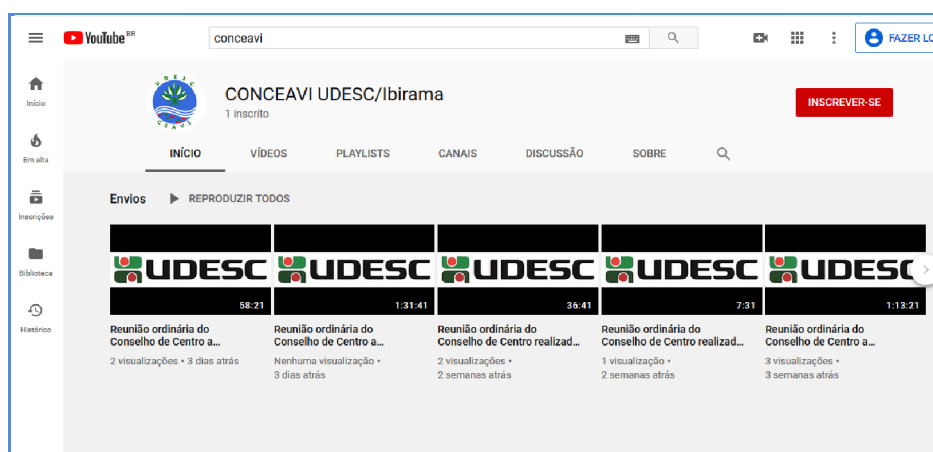 YouTube BR
conceavi
FAZER LO
Início
Em alta
Inscrições
Biblioteca
Histórico
UDESC
CEAVI
CONCEAVI UDESC/Ibirama
1 inscrito
INSCREVER-SE
INÍCIO VÍDEOS PLAYLISTS CANAIS DISCUSSÃO SOBRE
Envios REPRODUZIR TODOS
UDESC
58:21
Reunião ordinária do
Conselho de Centro a...
2 visualizações • 3 dias atrás
UDESC
1:31:41
Reunião ordinária do
Conselho de Centro a...
Nenhuma visualização •
3 dias atrás
UDESC
36:41
Reunião ordinária do
Conselho de Centro realizad...
2 visualizações •
2 semanas atrás
UDESC
7:31
Reunião ordinária do
Conselho de Centro realizad...
1 visualização •
2 semanas atrás
UDESC
1:13:21
Reunião ordinária do
Conselho de Centro a...
3 visualizações •
3 semanas atrás